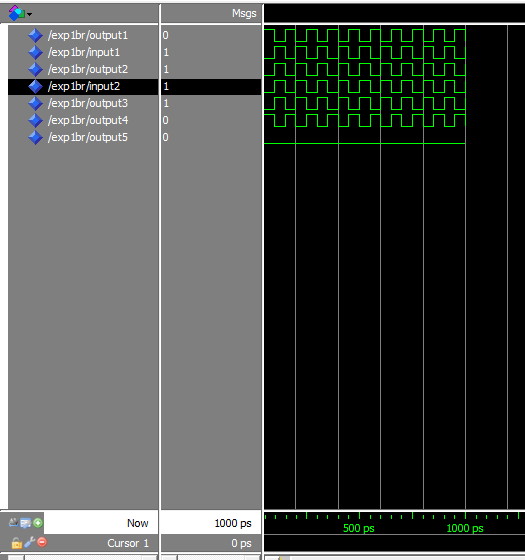 Msgs
/exp1br/output1 0
/exp1br/input1 1
/exp1br/output2 1
/exp1br/input2 1
/exp1br/output3 1
/exp1br/output4 0
/exp1br/output5 0
Now 1000 ps 500 ps 1000 ps
Cursor 1 0 ps